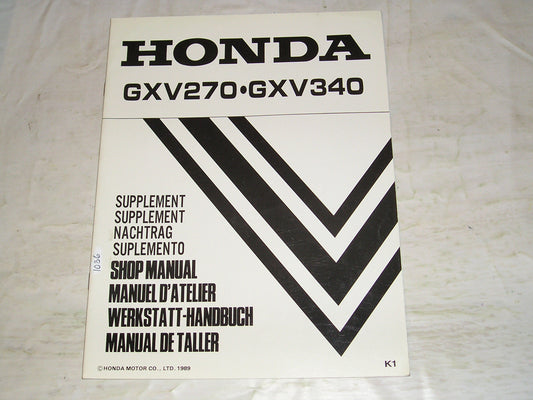 HONDA
GXV270•GXV340
SUPPLEMENT
SUPPLEMENT
NACHTRAG
SUPLEMENTO
SHOP MANUAL
MANUEL D'ATELIER
WERKSTATT-HANDBUCH
MANUAL DE TALLER
1036
©HONDA MOTOR CO., LTD. 1989
K1